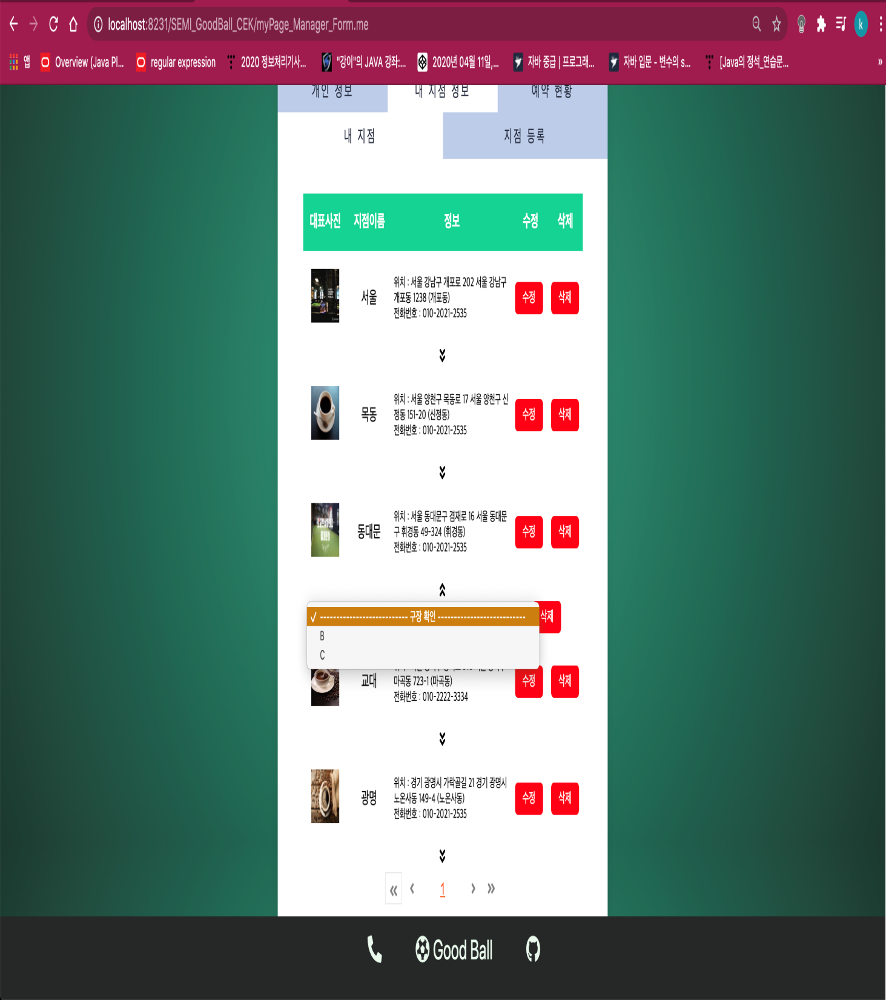 localhost:8231/SEMI_GoodBall_CEK/myPage_Manager_Form.me
k
앱
Overview (Java Pl...
regular expression
2020 정보처리기사...
"강이"의 JAVA 강좌:...
2020년 04월 11일,...
자바 중급 | 프로그래...
자바 입문 - 변수의 s...
[Java의 정석_연습문...
»
개인 정보
내 지점 정보
예약 현황
내 지점
지점 등록
대표사진 지점이름 정보 수정 삭제
서울
위치 : 서울 강남구 개포로 202 서울 강남구
개포동 1238 (개포동)
전화번호 : 010-2021-2535
수정
삭제
목동
위치 : 서울 양천구 목동로 17 서울 양천구 신
정동 151-20 (신정동)
전화번호 : 010-2021-2535
수정
삭제
동대문
위치 : 서울 동대문구 겸재로 16 서울 동대문
구 휘경동 49-324 (휘경동)
전화번호 : 010-2021-2535
수정
삭제
✓ --------------------------- 구장 확인 ---------------------------
B
C
삭제
교대
마곡동 723-1 (마곡동)
전화번호 : 010-2222-3334
수정
삭제
광명
위치 : 경기 광명시 가락골길 21 경기 광명시
노온사동 149-4 (노온사동)
전화번호 : 010-2021-2535
수정
삭제
« ‹ 1 › »
Good Ball